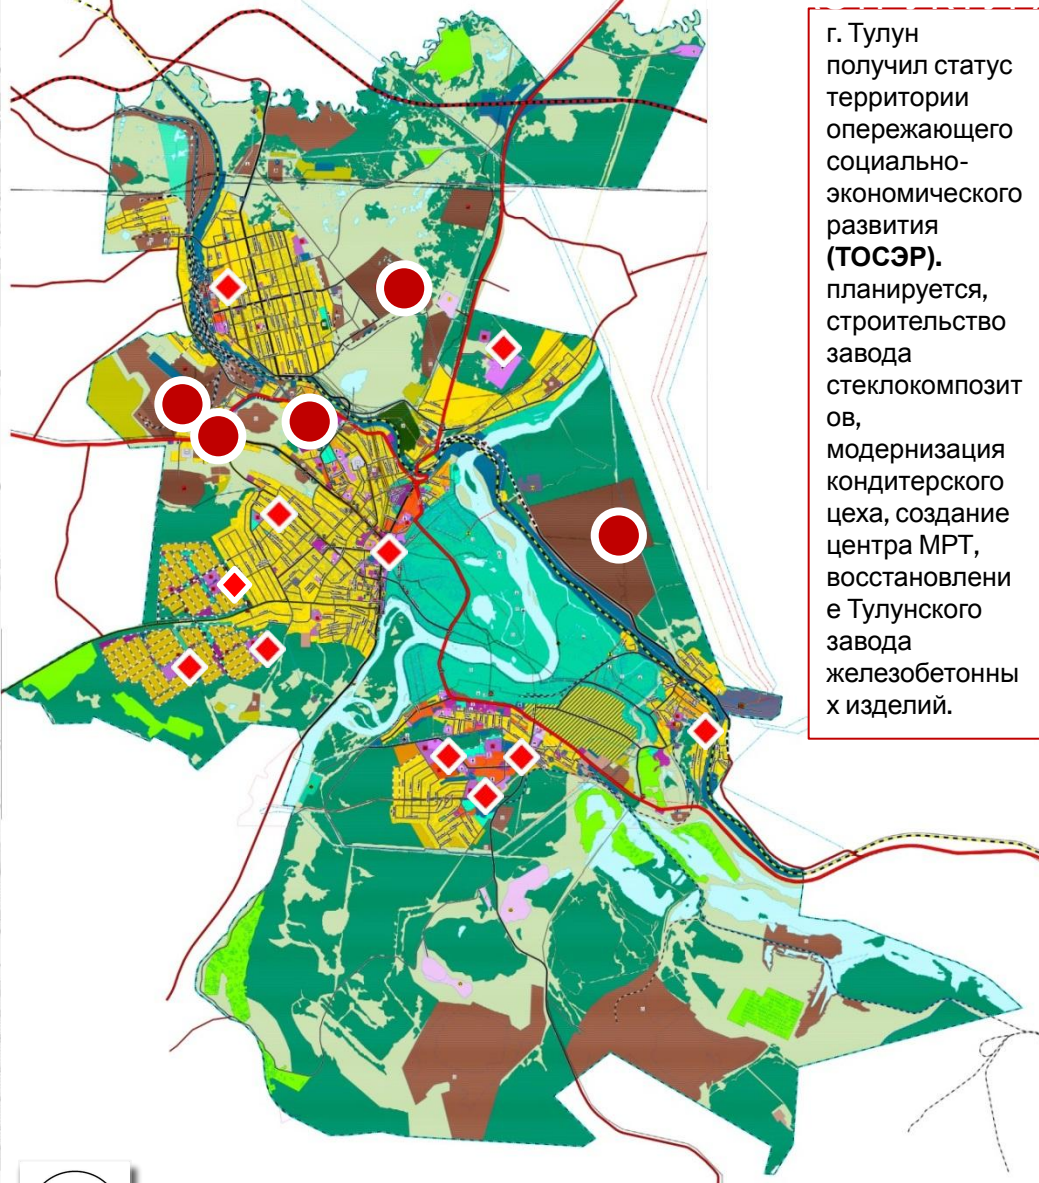 г. Тулун
получил статус
территории
опережающего
социально-
экономического
развития
(ТОСЭР).
планируется,
строительство
завода
стеклокомпозит
ов,
модернизация
кондитерского
цеха, создание
центра МРТ,
восстановлени
е Тулунского
завода
железобетонны
х изделий.